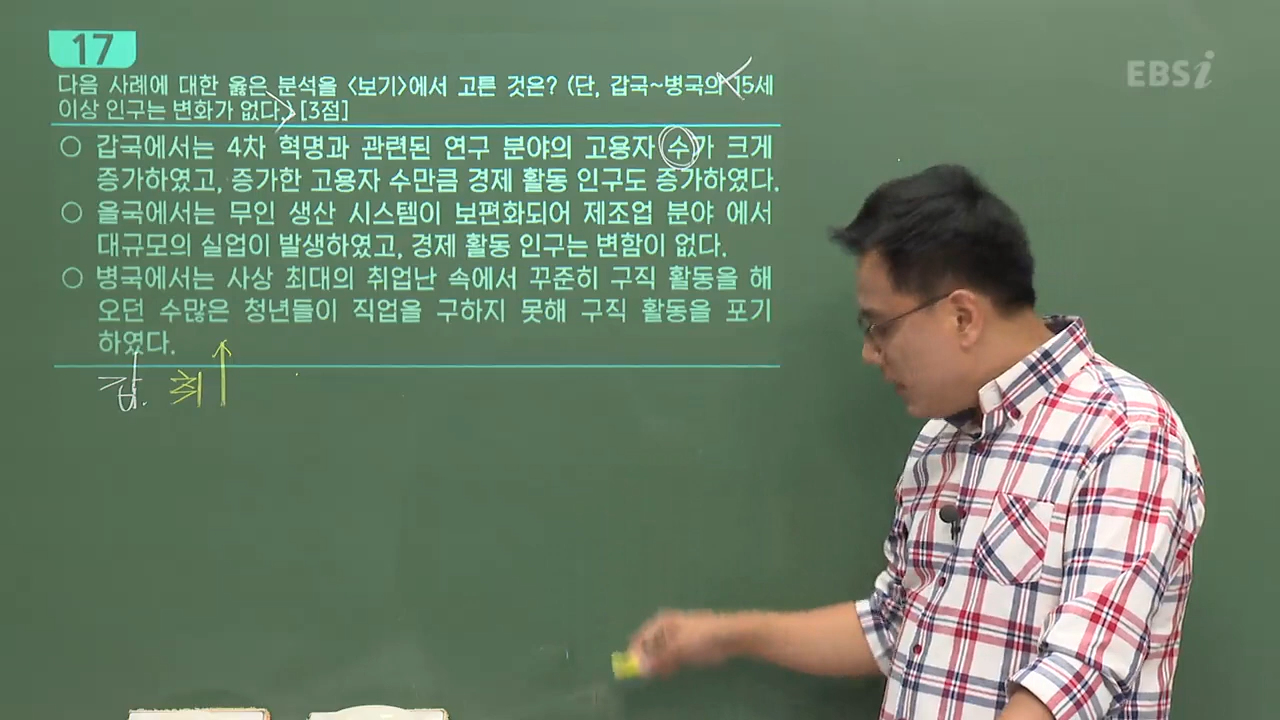 EBSi
17
다음 사례에 대한 옳은 분석을 <보기>에서 고른 것은? (단, 갑국~병국의 15세
이상 인구는 변화가 없다.) [3점]
○ 갑국에서는 4차 혁명과 관련된 연구 분야의 고용자 수가 크게
증가하였고, 증가한 고용자 수만큼 경제 활동 인구도 증가하였다.
○ 을국에서는 무인 생산 시스템이 보편화되어 제조업 분야 에서
대규모의 실업이 발생하였고, 경제 활동 인구는 변함이 없다.
○ 병국에서는 사상 최대의 취업난 속에서 꾸준히 구직 활동을 해
오던 수많은 청년들이 직업을 구하지 못해 구직 활동을 포기
하였다.
갑. 취↑